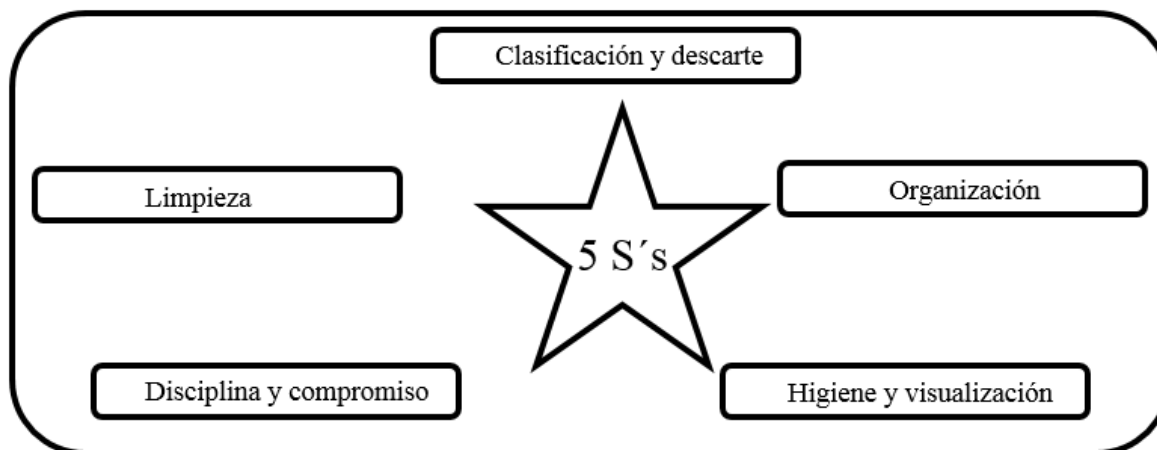 Clasificación y descarte
Limpieza
Organización
5 S´s
Disciplina y compromiso
Higiene y visualización